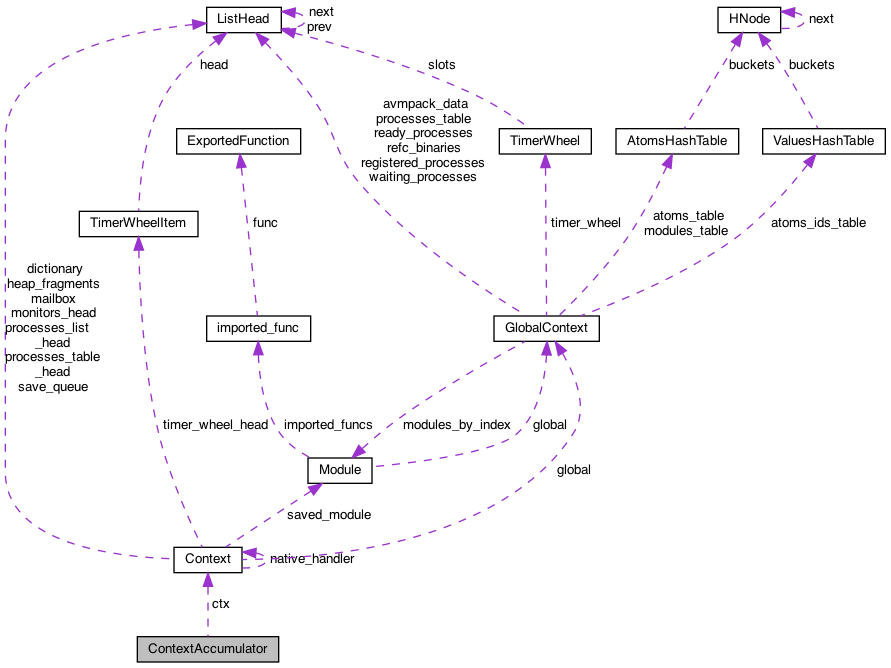 ListHead
next
prev
HNode
next
head
slots
buckets
buckets
avmpack_data
processes_table
ready_processes
refc_binaries
registered_processes
waiting_processes
ExportedFunction
TimerWheel
AtomsHashTable
ValuesHashTable
TimerWheelItem
func
timer_wheel
atoms_table
modules_table
atoms_ids_table
dictionary
heap_fragments
mailbox
monitors_head
processes_list
_head
processes_table
_head
save_queue
imported_func
GlobalContext
timer_wheel_head
imported_funcs
modules_by_index
global
Module
global
saved_module
Context
native_handler
ctx
ContextAccumulator